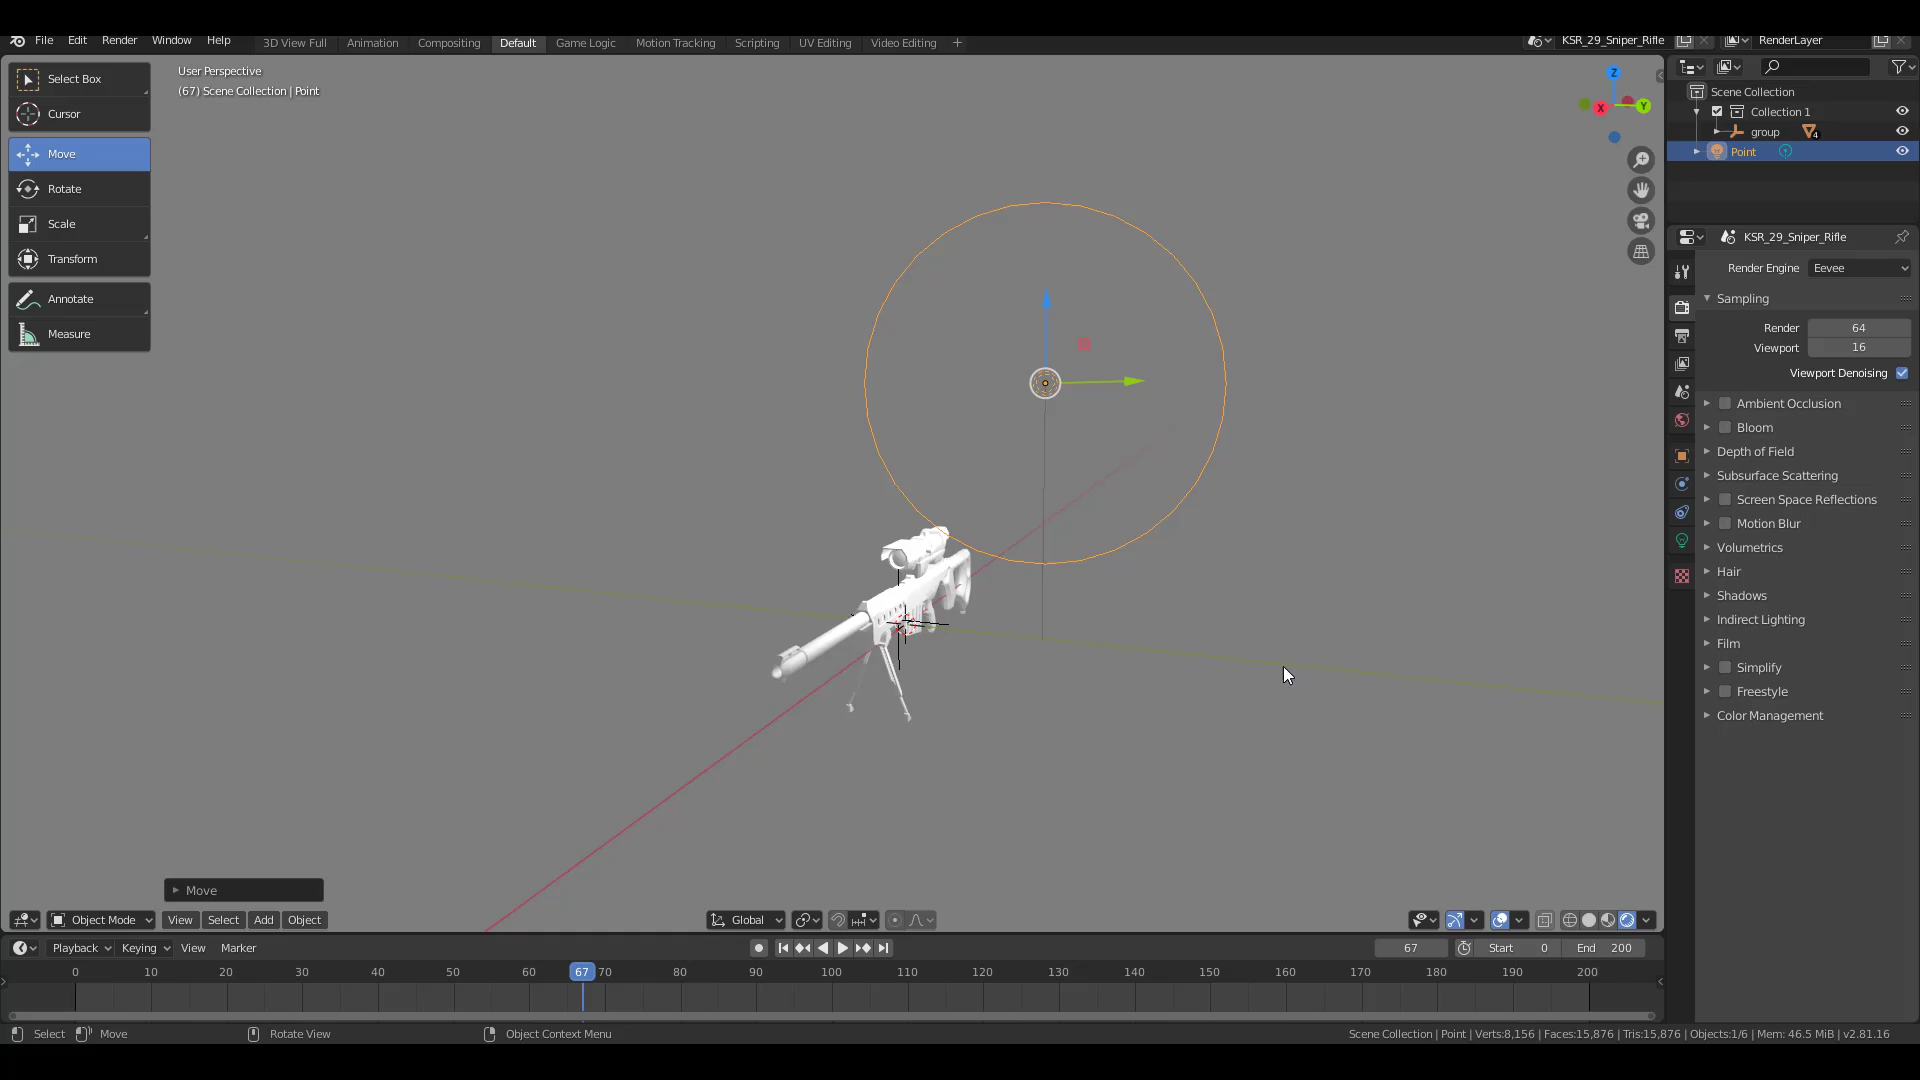 File Edit Render Window Help
3D View Full Animation Compositing Default Game Logic Motion Tracking Scripting UV Editing Video Editing +
KSR_29_Sniper_Rifle RenderLayer
Select Box
Cursor
Move
Rotate
Scale
Transform
Annotate
Measure
User Perspective
(67) Scene Collection | Point
Z
X
Y
Scene Collection
Collection 1
group 4
Point
KSR_29_Sniper_Rifle
Render Engine Eevee
Sampling
Render 64
Viewport 16
Viewport Denoising
Ambient Occlusion
Bloom
Depth of Field
Subsurface Scattering
Screen Space Reflections
Motion Blur
Volumetrics
Hair
Shadows
Indirect Lighting
Film
Simplify
Freestyle
Color Management
Move
Object Mode View Select Add Object Global
Playback Keying View Marker 67 Start 0 End 200
0 10 20 30 40 50 60 67 70 80 90 100 110 120 130 140 150 160 170 180 190 200
Select Move Rotate View Object Context Menu Scene Collection | Point | Verts:8,156 | Faces:15,876 | Tris:15,876 | Objects:1/6 | Mem: 46.5 MiB | v2.81.16